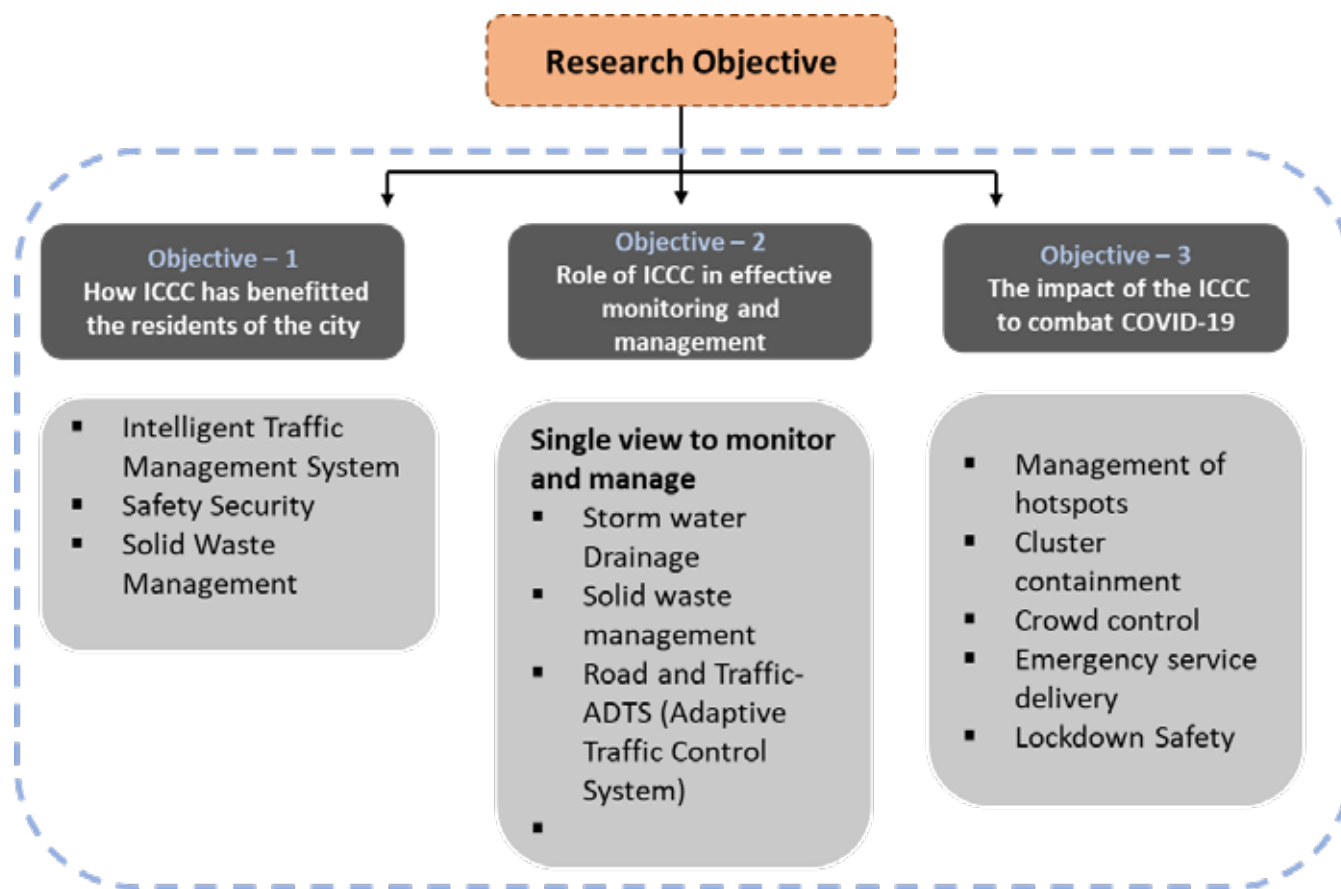 Research Objective
Objective – 1
How ICCC has benefitted
the residents of the city
▪ Intelligent Traffic
Management System
▪ Safety Security
▪ Solid Waste
Management
Objective – 2
Role of ICCC in effective
monitoring and
management
Single view to monitor
and manage
▪ Storm water
Drainage
▪ Solid waste
management
▪ Road and Traffic-
ADTS (Adaptive
Traffic Control
System)
▪
Objective – 3
The impact of the ICCC
to combat COVID-19
▪ Management of
hotspots
▪ Cluster
containment
▪ Crowd control
▪ Emergency service
delivery
▪ Lockdown Safety